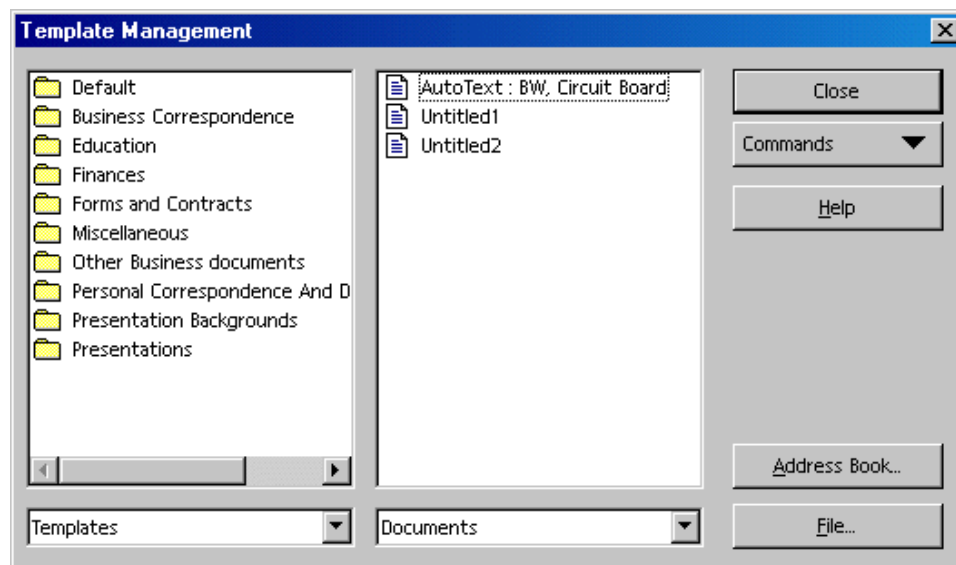 Template Management
Default
Business Correspondence
Education
Finances
Forms and Contracts
Miscellaneous
Other Business documents
Personal Correspondence And D
Presentation Backgrounds
Presentations
Templates
AutoText : BW, Circuit Board
Untitled1
Untitled2
Documents
Close
Commands
Help
Address Book...
File...